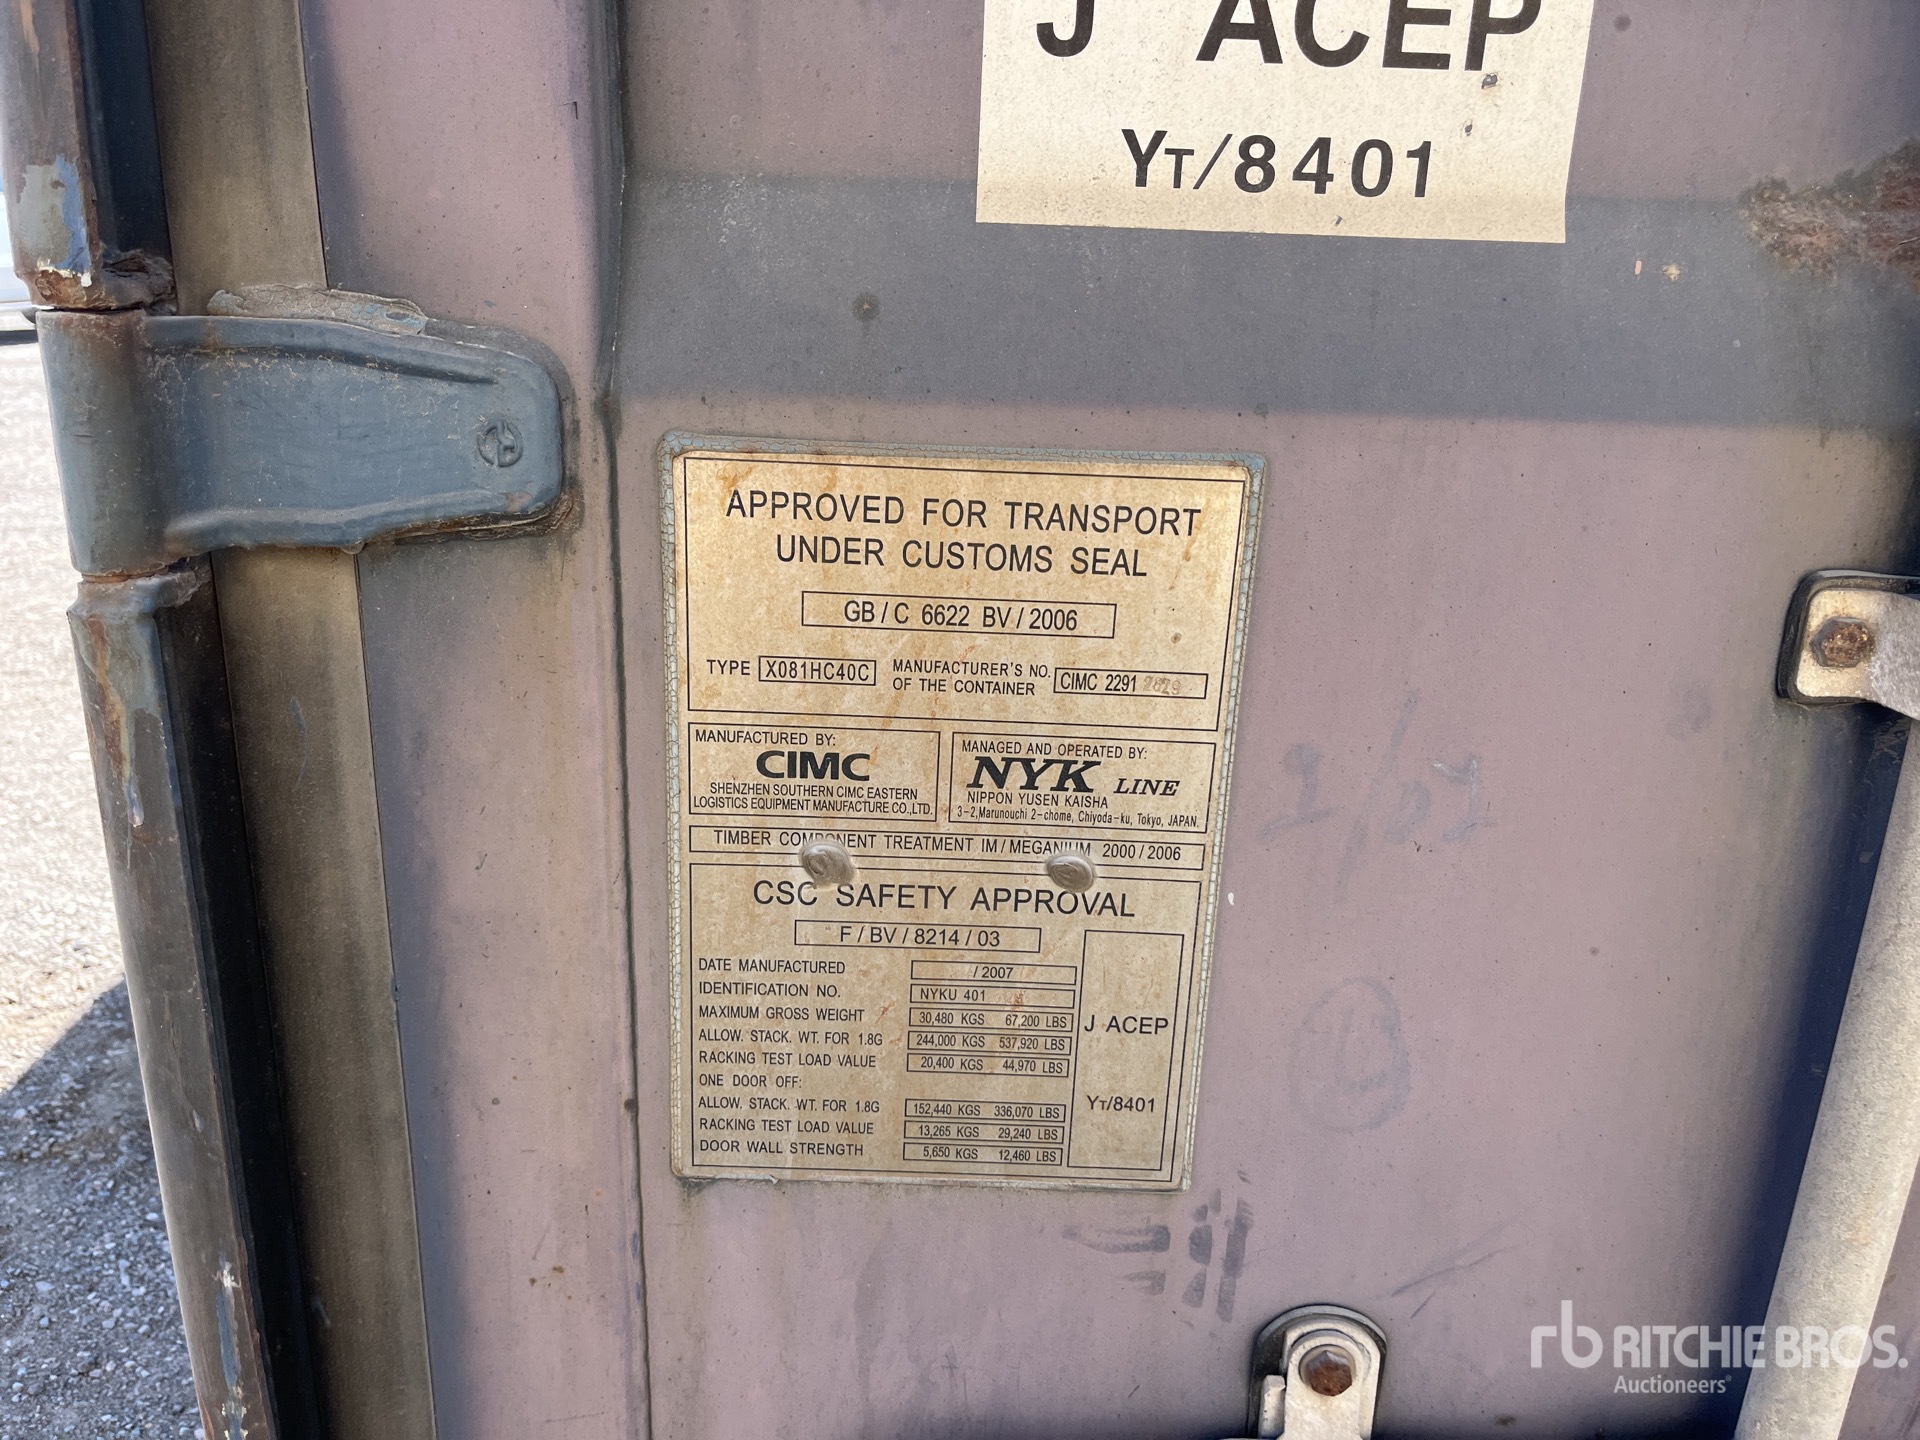 J ACEP
YT/8401
APPROVED FOR TRANSPORT
UNDER CUSTOMS SEAL
GB/C 6622 BV/2006
TYPE X081HC40C MANUFACTURER'S NO. OF THE CONTAINER CIMC 2291
MANUFACTURED BY:
CIMC
SHENZHEN SOUTHERN CIMC EASTERN
LOGISTICS EQUIPMENT MANUFACTURE CO.,LTD.
MANAGED AND OPERATED BY:
NYK LINE
NIPPON YUSEN KAISHA
3-2,Marunouchi 2-chome, Chiyoda-ku, Tokyo, JAPAN.
TIMBER COMPONENT TREATMENT IM/MEGANIUM 2000/2006
CSC SAFETY APPROVAL
F/BV/8214/03
DATE MANUFACTURED /2007
IDENTIFICATION NO. NYKU 401
MAXIMUM GROSS WEIGHT 30,480 KGS 67,200 LBS
ALLOW. STACK. WT. FOR 1.8G 244,000 KGS 537,920 LBS
RACKING TEST LOAD VALUE 20,400 KGS 44,970 LBS
ONE DOOR OFF:
ALLOW. STACK. WT. FOR 1.8G 152,440 KGS 336,070 LBS
RACKING TEST LOAD VALUE 13,265 KGS 29,240 LBS
DOOR WALL STRENGTH 5,650 KGS 12,460 LBS
J ACEP
YT/8401
rb RITCHIE BROS.
Auctioneers